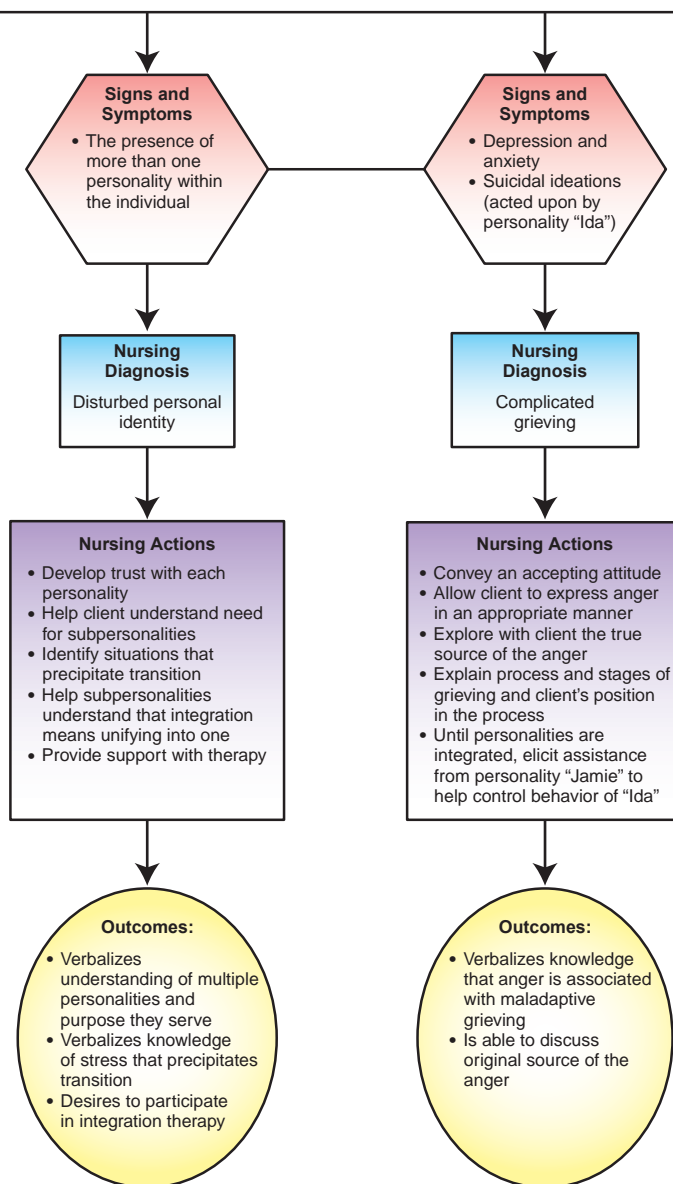 Signs and
Symptoms
• The presence of
more than one
personality within
the individual
Nursing
Diagnosis
Disturbed personal
identity
Nursing Actions
• Develop trust with each
personality
• Help client understand need
for subpersonalities
• Identify situations that
precipitate transition
• Help subpersonalities
understand that integration
means unifying into one
• Provide support with therapy
Outcomes:
• Verbalizes
understanding of multiple
personalities and
purpose they serve
• Verbalizes knowledge
of stress that precipitates
transition
• Desires to participate
in integration therapy
Signs and
Symptoms
• Depression and
anxiety
• Suicidal ideations
(acted upon by
personality “Ida”)
Nursing
Diagnosis
Complicated
grieving
Nursing Actions
• Convey an accepting attitude
• Allow client to express anger
in an appropriate manner
• Explore with client the true
source of the anger
• Explain process and stages of
grieving and client’s position
in the process
• Until personalities are
integrated, elicit assistance
from personality “Jamie” to
help control behavior of “Ida”
Outcomes:
• Verbalizes knowledge
that anger is associated
with maladaptive
grieving
• Is able to discuss
original source of the
anger